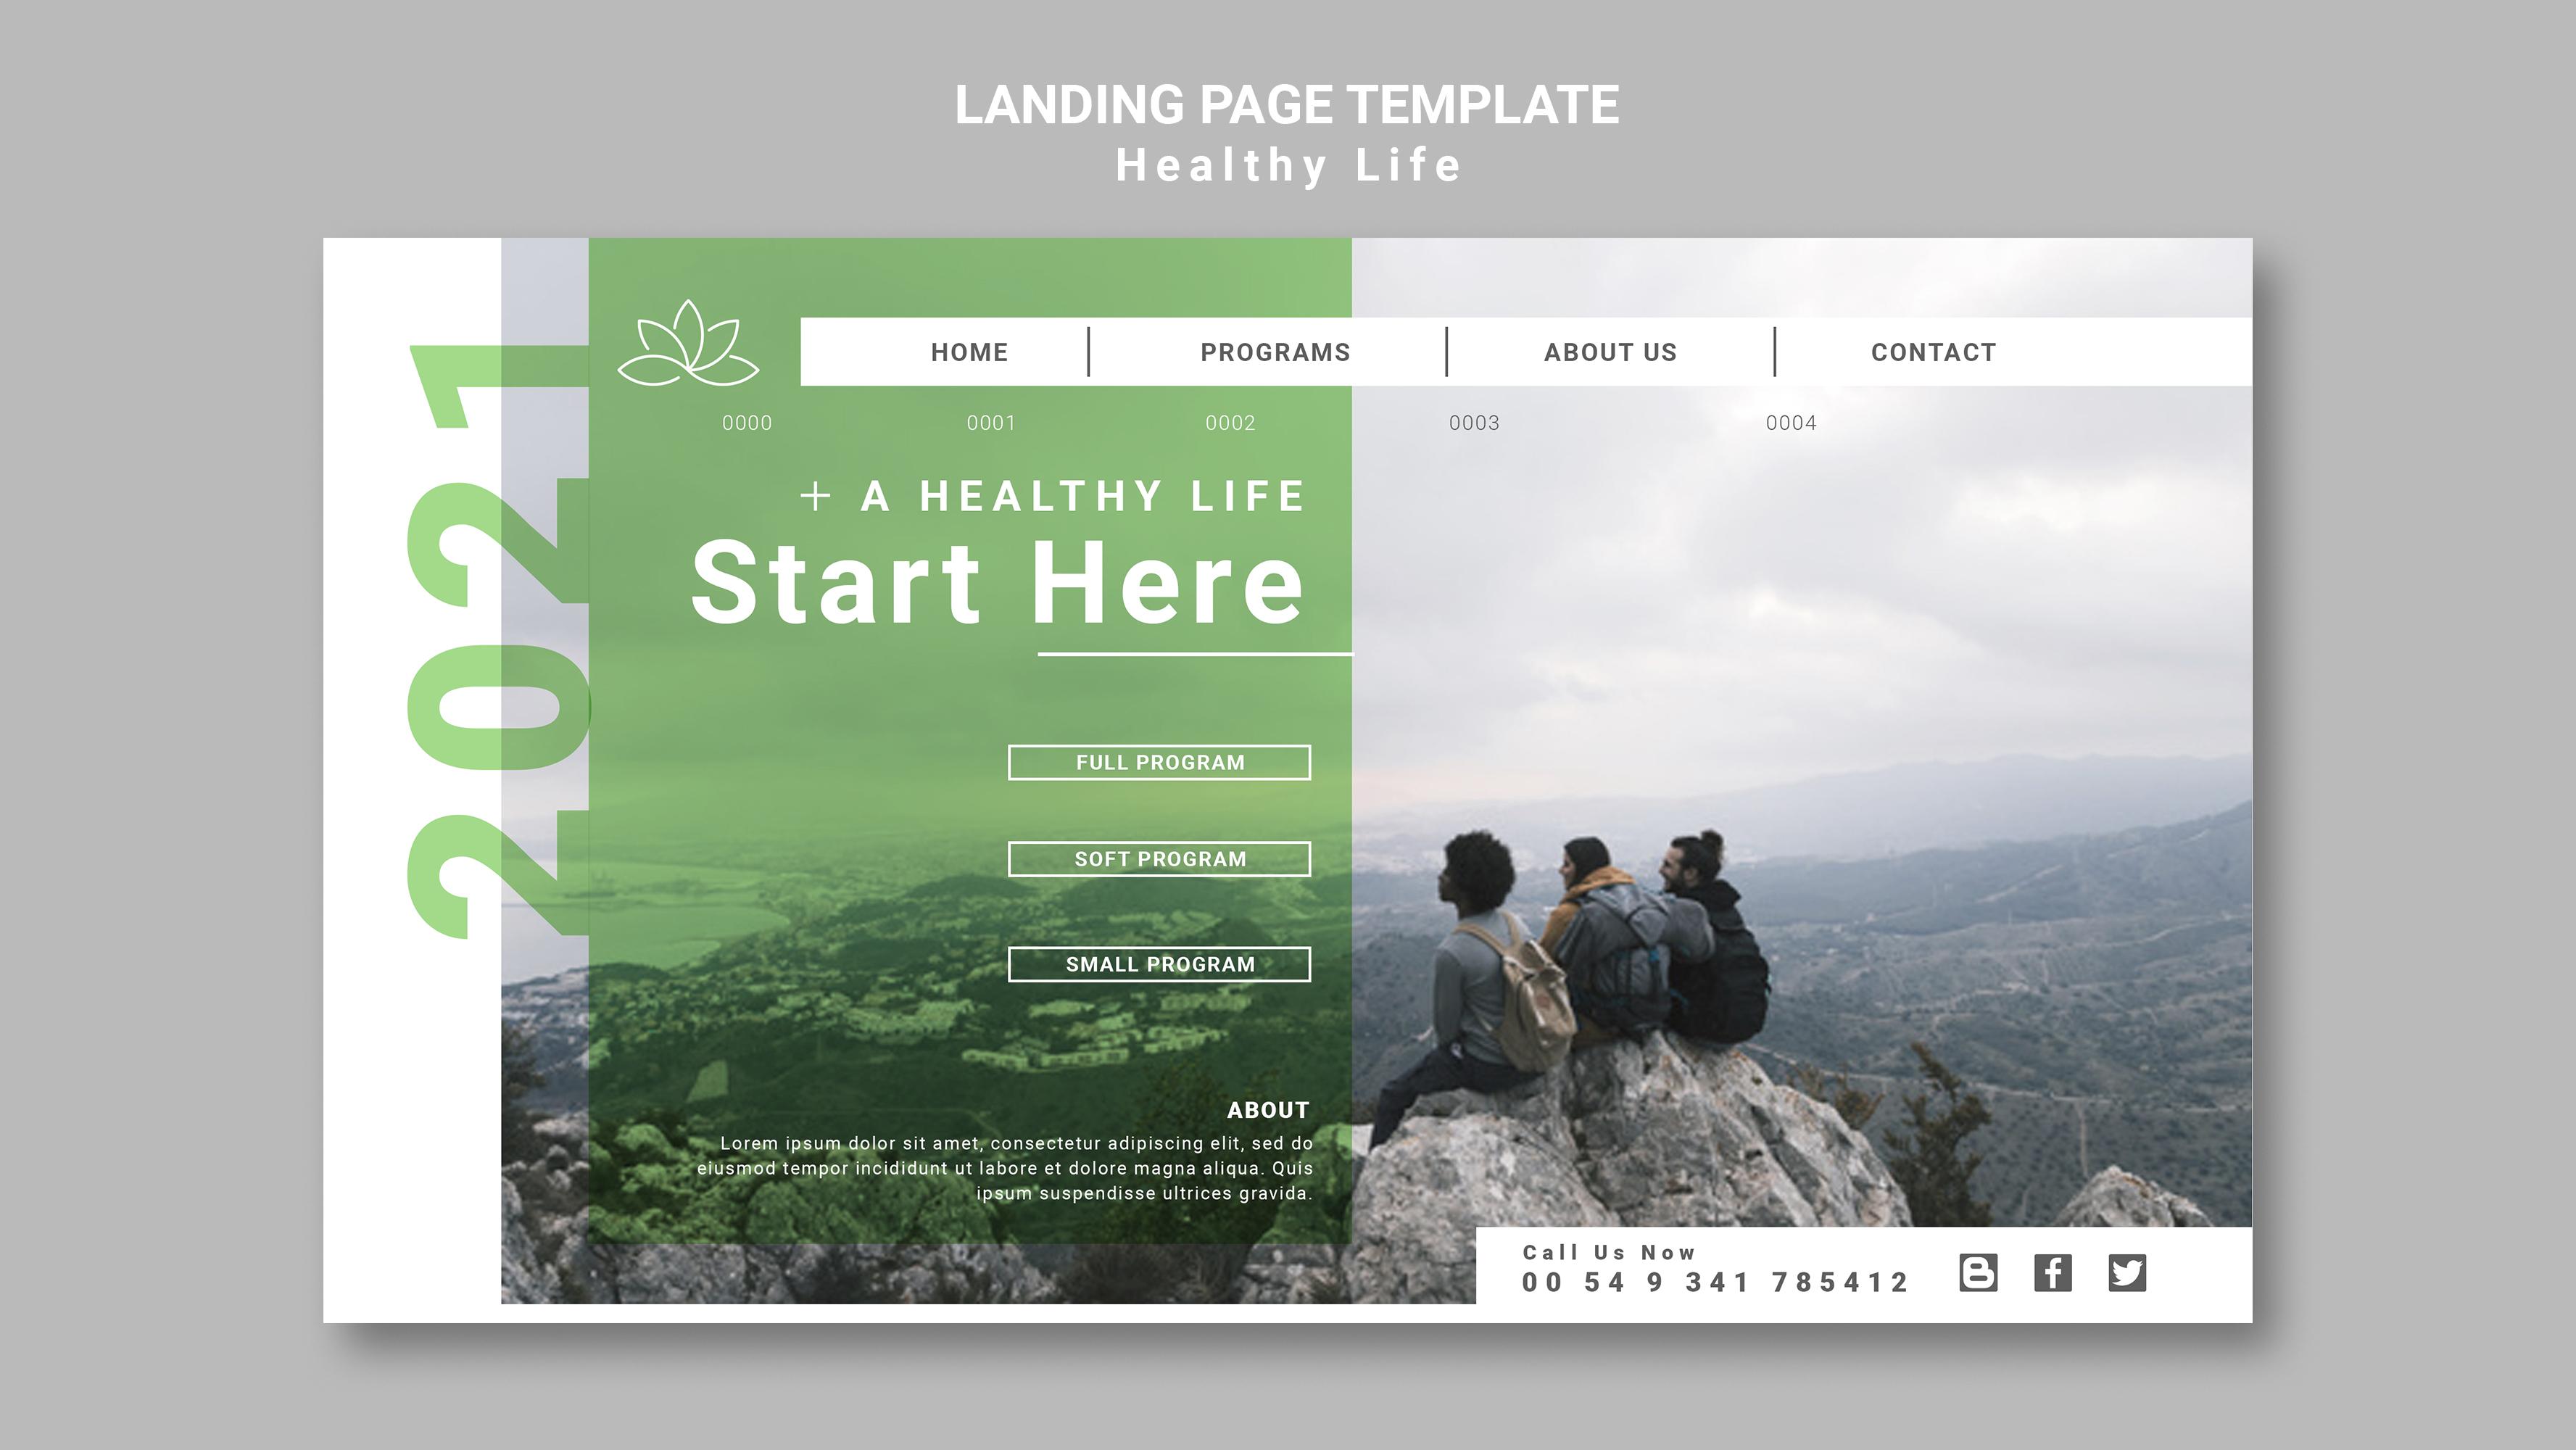 LANDING PAGE TEMPLATE
Healthy Life
2021
HOME
PROGRAMS
ABOUT US
CONTACT
0000
0001
0002
0003
0004
+ A HEALTHY LIFE
Start Here
FULL PROGRAM
SOFT PROGRAM
SMALL PROGRAM
ABOUT
Lorem ipsum dolor sit amet, consectetur adipiscing elit, sed do
eiusmod tempor incididunt ut labore et dolore magna aliqua. Quis
ipsum suspendisse ultrices gravida.
Call Us Now
00 54 9 341 785412